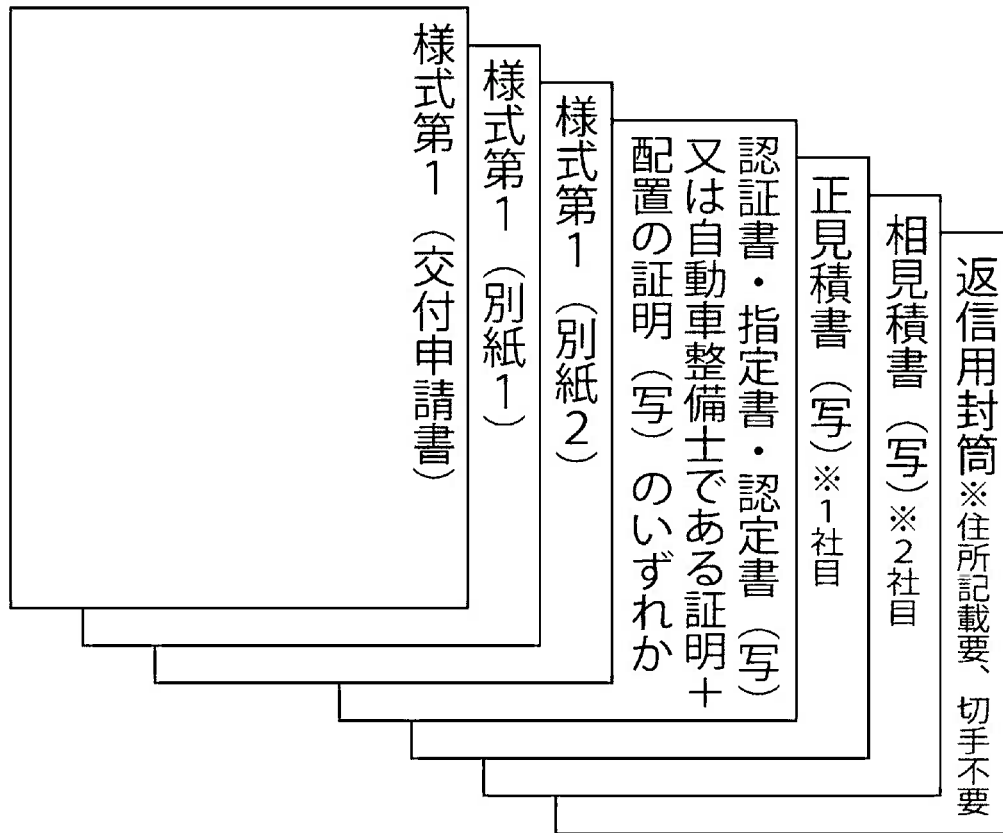 様式第1（交付申請書）
様式第1（別紙1）
様式第1（別紙2）
認証書・指定書・認定書（写）
又は自動車整備士である証明＋
配置の証明（写）のいずれか
正見積書（写）※1社目
相見積書（写）※2社目
返信用封筒※住所記載要、切手不要